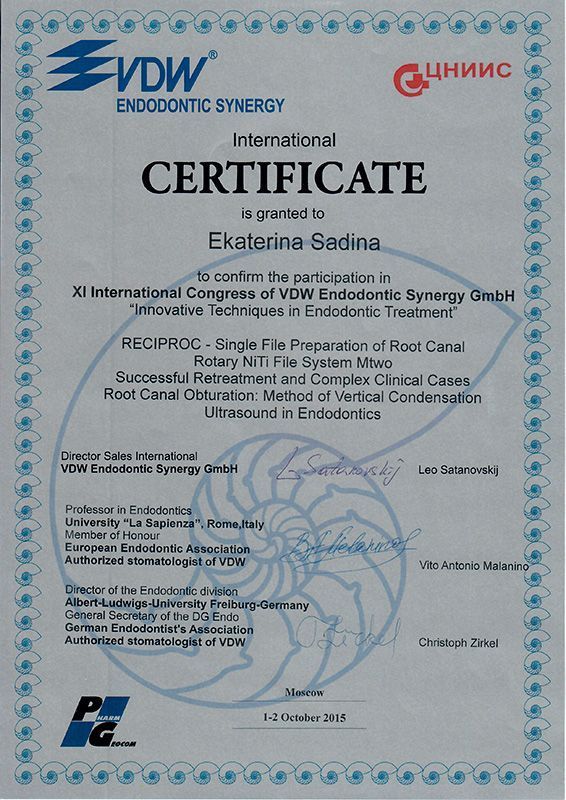 VDW®
ENDODONTIC SYNERGY
ЦНИИС
International
CERTIFICATE
is granted to
Ekaterina Sadina
to confirm the participation in
XI International Congress of VDW Endodontic Synergy GmbH
“Innovative Techniques in Endodontic Treatment”
RECIPROC - Single File Preparation of Root Canal
Rotary NiTi File System Mtwo
Successful Retreatment and Complex Clinical Cases
Root Canal Obturation: Method of Vertical Condensation
Ultrasound in Endodontics
Director Sales International
VDW Endodontic Synergy GmbH
L Satanovskij
Leo Satanovskij
Professor in Endodontics
University “La Sapienza”, Rome,Italy
Member of Honour
European Endodontic Association
Authorized stomatologist of VDW
Vito Antonio Malanino
Director of the Endodontic division
Albert-Ludwigs-University Freiburg-Germany
General Secretary of the DG Endo
German Endodontist's Association
Authorized stomatologist of VDW
Christoph Zirkel
PHARM
GEOCOM
Moscow
1-2 October 2015